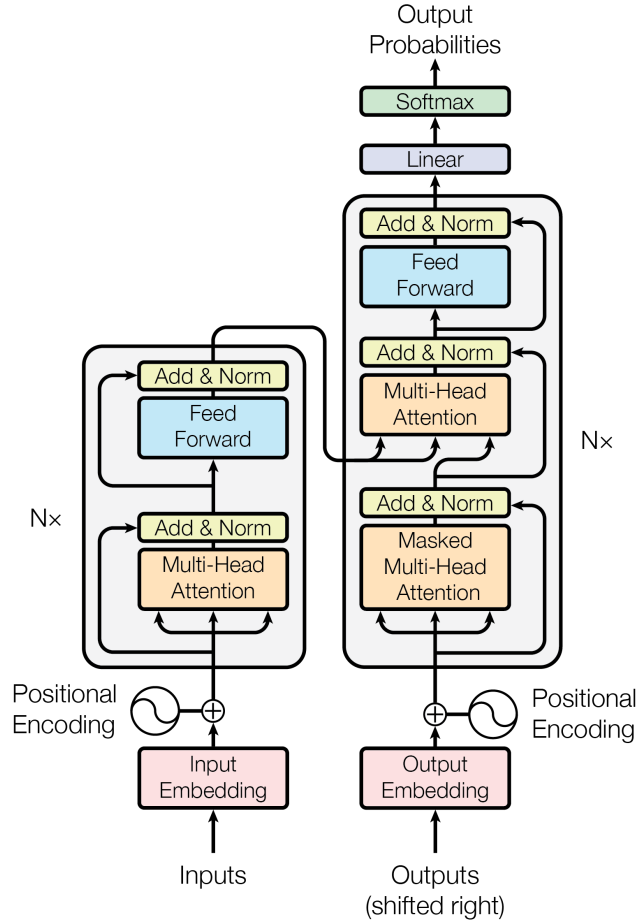 Output
Probabilities
Softmax
Linear
Add & Norm
Feed
Forward
Add & Norm
Multi-Head
Attention
Add & Norm
Masked
Multi-Head
Attention
Nx
Add & Norm
Feed
Forward
Add & Norm
Multi-Head
Attention
Nx
Positional
Encoding
Input
Embedding
Inputs
Positional
Encoding
Output
Embedding
Outputs
(shifted right)